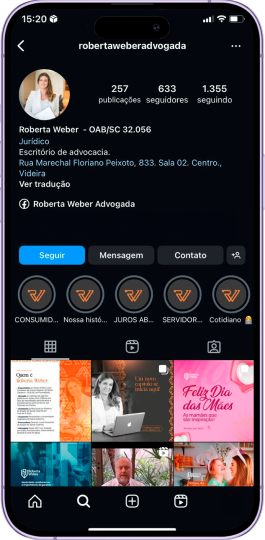 15:20
robertaweberadvogada
257
633
1.355
publicações
seguidores
seguindo
Roberta Weber - OAB/SC 32.056
Jurídico
Escritório de advocacia.
Rua Marechal Floriano Peixoto, 833. Sala 02. Centro.,
Videira
Ver tradução
Roberta Weber Advogada
Seguir
Mensagem
Contato
CONSUMID...
Nossa histó...
JUROS AB...
SERVIDOR...
Cotidiano
Quem é
Roberta Weber
Um novo
capítulo se
inicia aqui!
Feliz Dia
das Mães
As mamães que
são inspiração!
Roberta
Weber